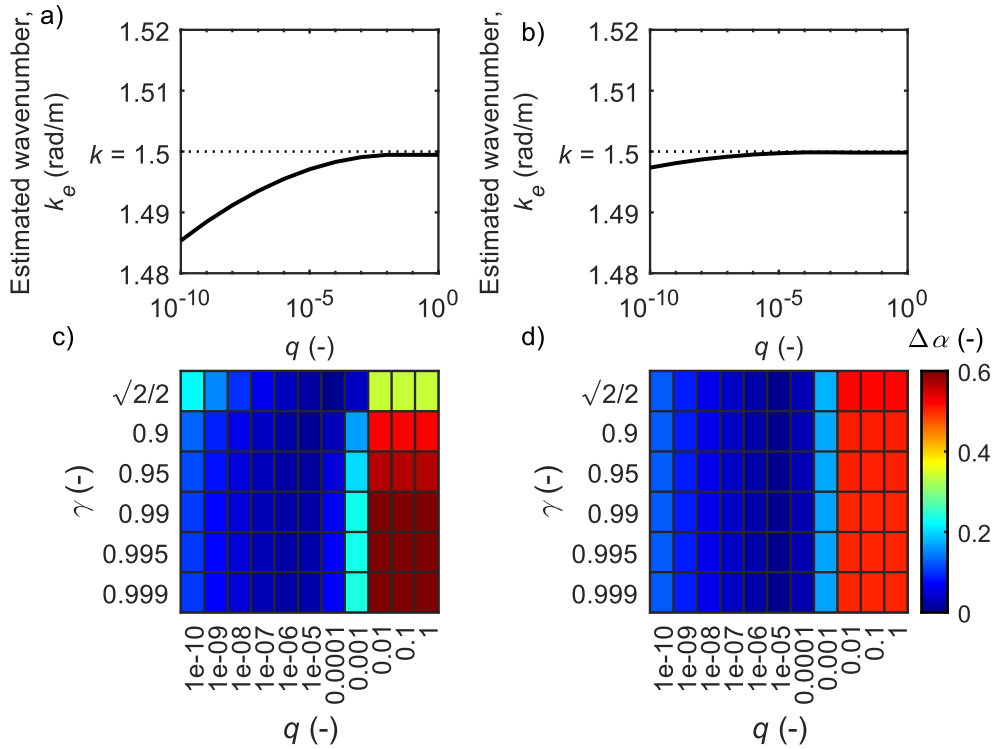 a)
Estimated wavenumber,
k_e (rad/m)
1.52
1.51
k = 1.5
1.49
1.48
10^-10
10^-5
10^0
q (-)
b)
Estimated wavenumber,
k_e (rad/m)
1.52
1.51
k = 1.5
1.49
1.48
10^-10
10^-5
10^0
q (-)
c)
γ (-)
√2/2
0.9
0.95
0.99
0.995
0.999
1e-10
1e-09
1e-08
1e-07
1e-06
1e-05
0.0001
0.001
0.01
0.1
1
q (-)
d)
γ (-)
√2/2
0.9
0.95
0.99
0.995
0.999
1e-10
1e-09
1e-08
1e-07
1e-06
1e-05
0.0001
0.001
0.01
0.1
1
q (-)
Δ α (-)
0.6
0.4
0.2
0